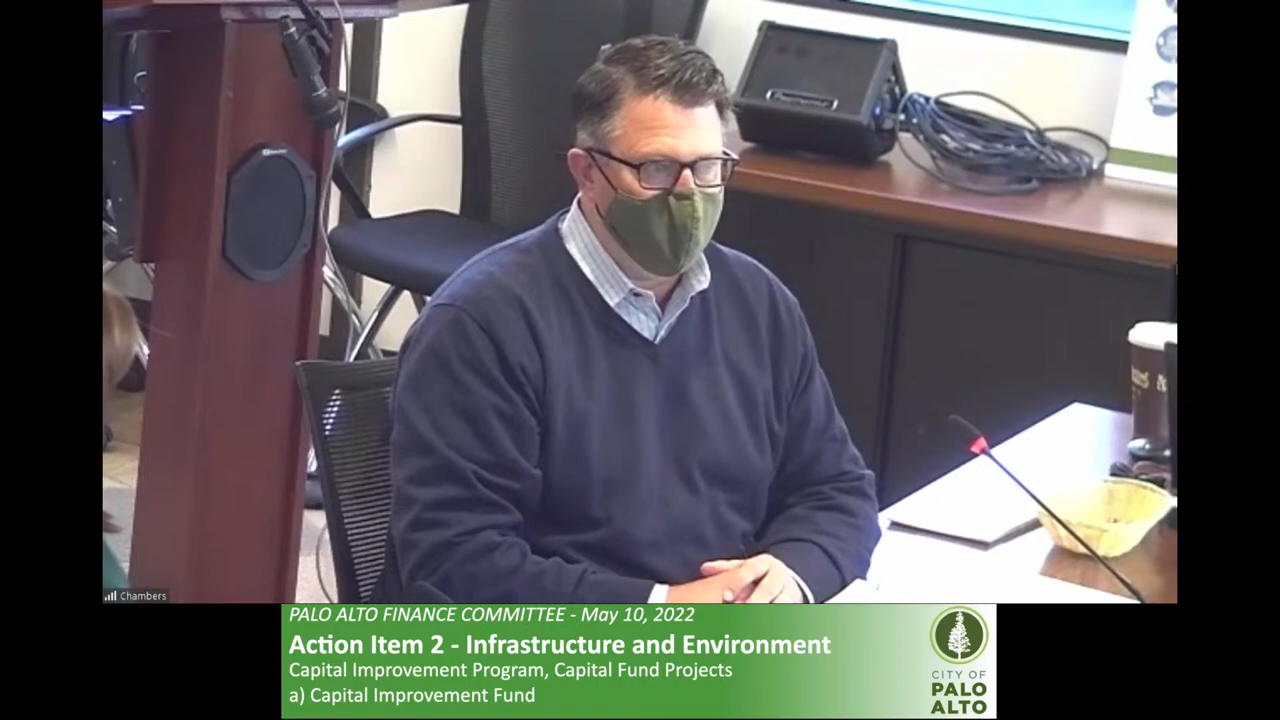 Chambers
PALO ALTO FINANCE COMMITTEE - May 10, 2022
Action Item 2 - Infrastructure and Environment
Capital Improvement Program, Capital Fund Projects
a) Capital Improvement Fund
CITY OF
PALO
ALTO